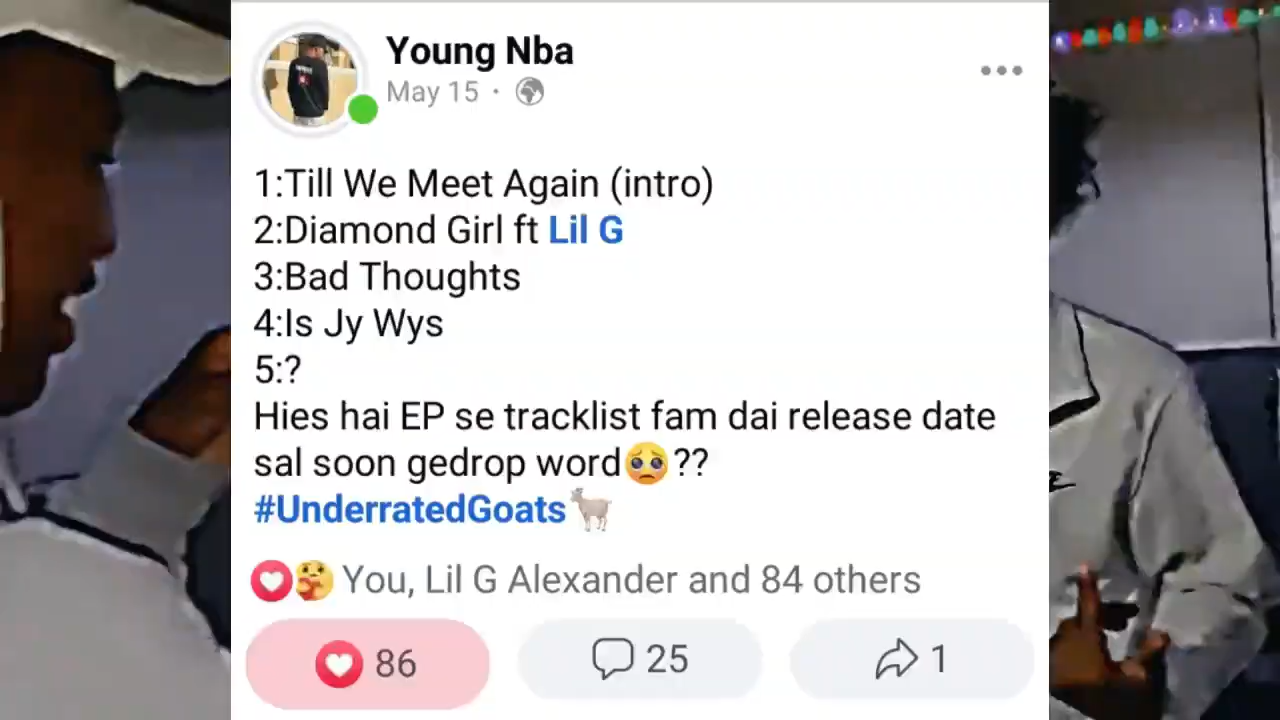 Young Nba
May 15 ·
1:Till We Meet Again (intro)
2:Diamond Girl ft Lil G
3:Bad Thoughts
4:Is Jy Wys
5:?
Hies hai EP se tracklist fam dai release date
sal soon gedrop word🥺??
#UnderratedGoats🐐
You, Lil G Alexander and 84 others
86
25
1